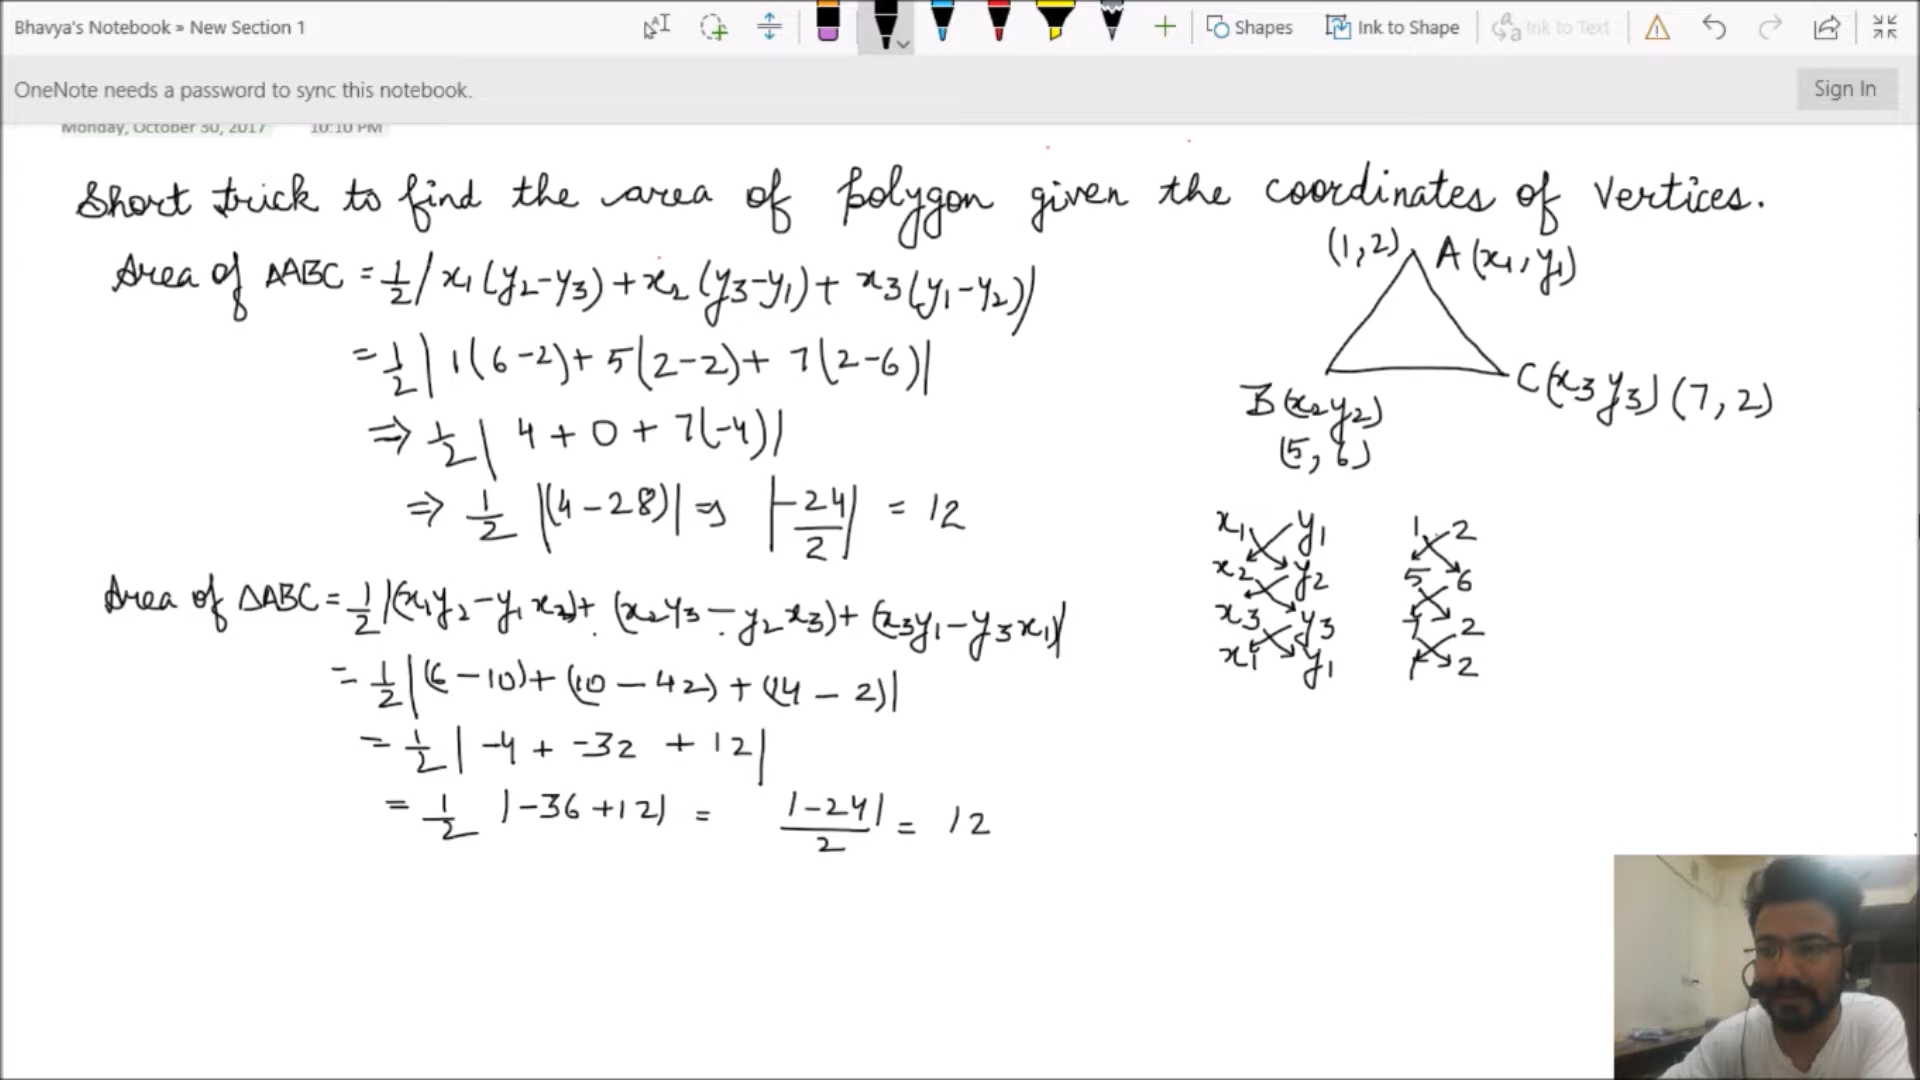 Bhavya's Notebook » New Section 1
Shapes Ink to Shape Ink to Text
OneNote needs a password to sync this notebook. Sign In
Monday, October 30, 2017 10:10 PM
Short trick to find the area of polygon given the coordinates of vertices.
Area of ΔABC = 1/2 | x1(y2-y3) + x2(y3-y1) + x3(y1-y2) |
= 1/2 | 1(6-2) + 5(2-2) + 7(2-6) |
⇒ 1/2 | 4 + 0 + 7(-4) |
⇒ 1/2 |(4-28)| ⇒ |-24/2| = 12
Area of ΔABC = 1/2 |(x1y2-y1x2) + (x2y3-y2x3) + (x3y1-y3x1)|
= 1/2 |(6-10) + (10-42) + (14-2)|
= 1/2 | -4 + -32 + 12 |
= 1/2 |-36+12| = |-24|/2 = 12
(1,2) A(x1,y1)
B(x2y2)
(5,6)
C(x3y3) (7,2)
x1 y1 1 2
x2 y2 5 6
x3 y3 7 2
x1 y1 1 2